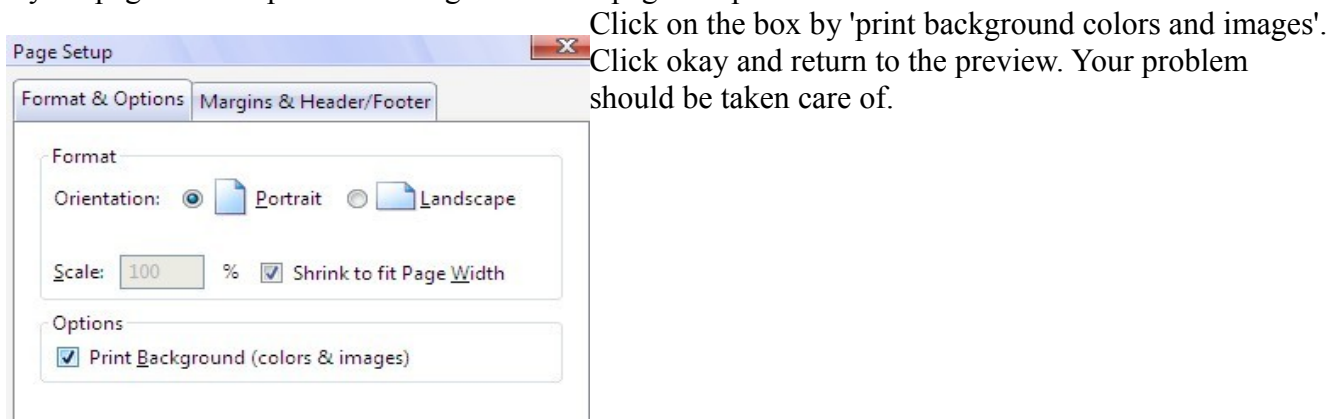 Click on the box by 'print background colors and images'.
Click okay and return to the preview. Your problem
should be taken care of.
Page Setup
Format & Options Margins & Header/Footer
Format
Orientation: Portrait Landscape
Scale: 100 % Shrink to fit Page Width
Options
Print Background (colors & images)